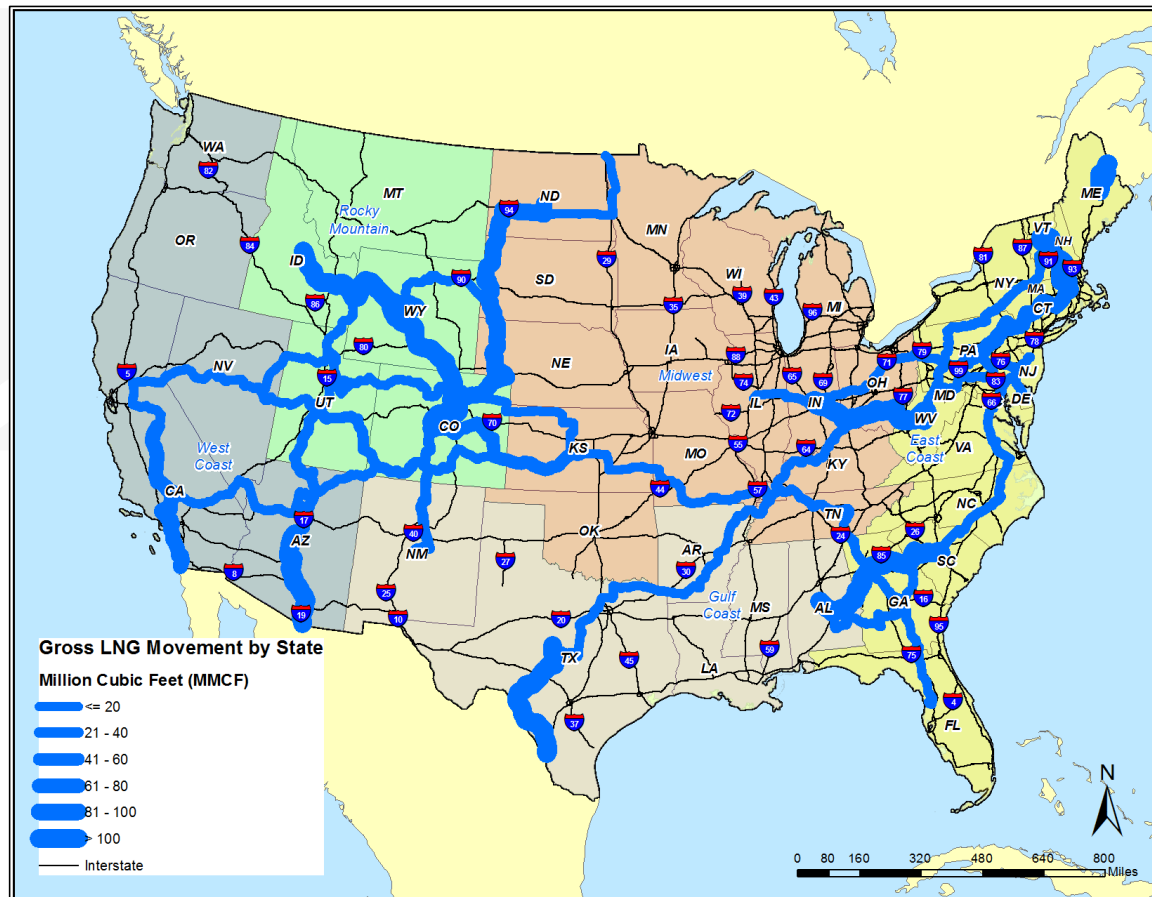 WA
82
MT
ND
94
ME
Rocky
Mountain
MN
VT
OR
84
NH
87
81
91
93
ID
29
WI
NY
90
SD
39
43
MA
86
WY
35
96
MI
CT
78
80
NV
5
15
NE
IA
88
Midwest
74
65
69
71
79
PA
99
76
NJ
83
OH
77
MD
DE
UT
IL
IN
66
72
WV
CO
70
55
64
VA
West
Coast
KS
MO
East
Coast
KY
CA
44
57
17
NC
AZ
40
NM
OK
TN
24
26
27
AR
30
85
SC
8
25
19
10
20
Gulf
Coast
MS
AL
GA
16
95
TX
45
LA
59
75
37
4
FL
Gross LNG Movement by State
Million Cubic Feet (MMCF)
<= 20
21 - 40
41 - 60
61 - 80
81 - 100
> 100
Interstate
N
0 80 160 320 480 640 800
Miles